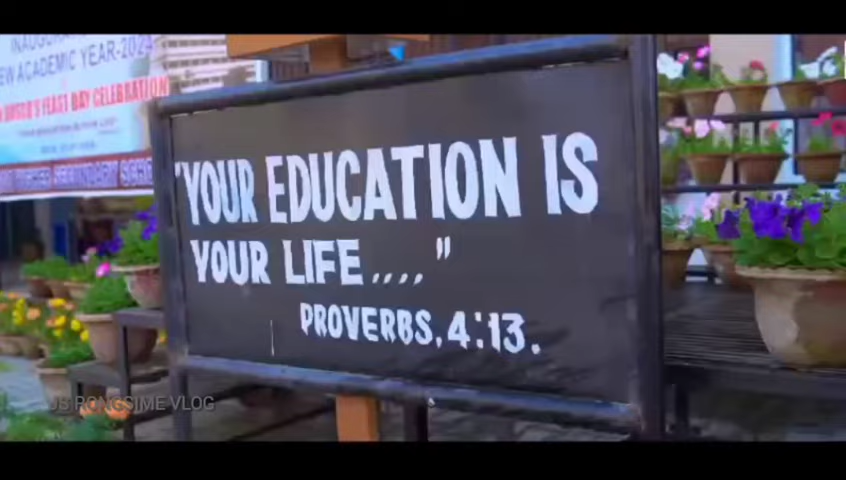 NEW ACADEMIC YEAR-2024
FEAST DAY CELEBRATION
"YOUR EDUCATION IS
YOUR LIFE...."
PROVERBS.4:13.
JS RONGSIME VLOG